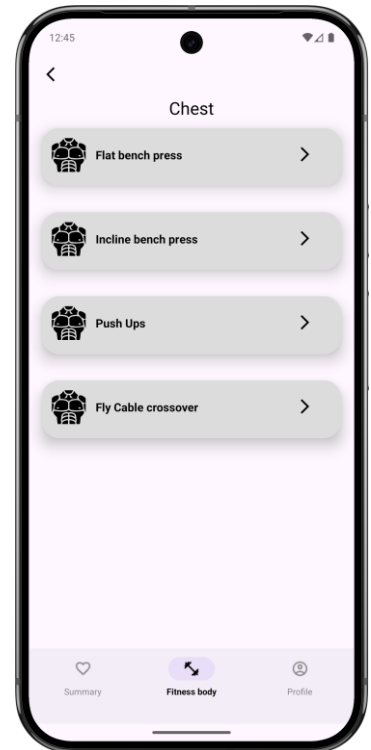 12:45
Chest
Flat bench press
Incline bench press
Push Ups
Fly Cable crossover
Summary
Fitness body
Profile